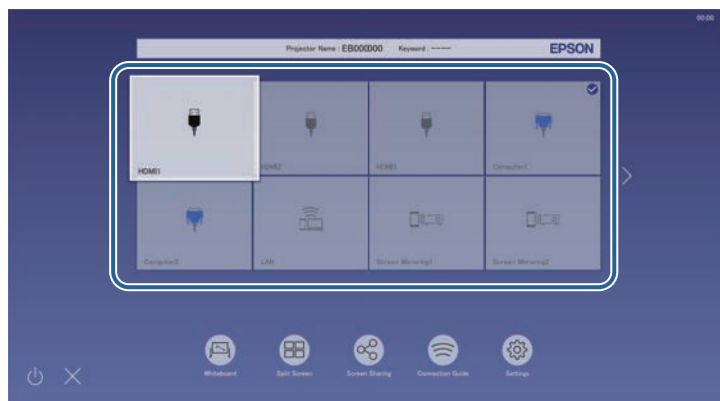 00:00
Projector Name : EB000000 Keyword : ----- EPSON
HDMI1
HDMI2
HDMI3
Computer1
Computer2
LAN
Screen Mirroring1
Screen Mirroring2
Whiteboard
Split Screen
Screen Sharing
Connection Guide
Settings